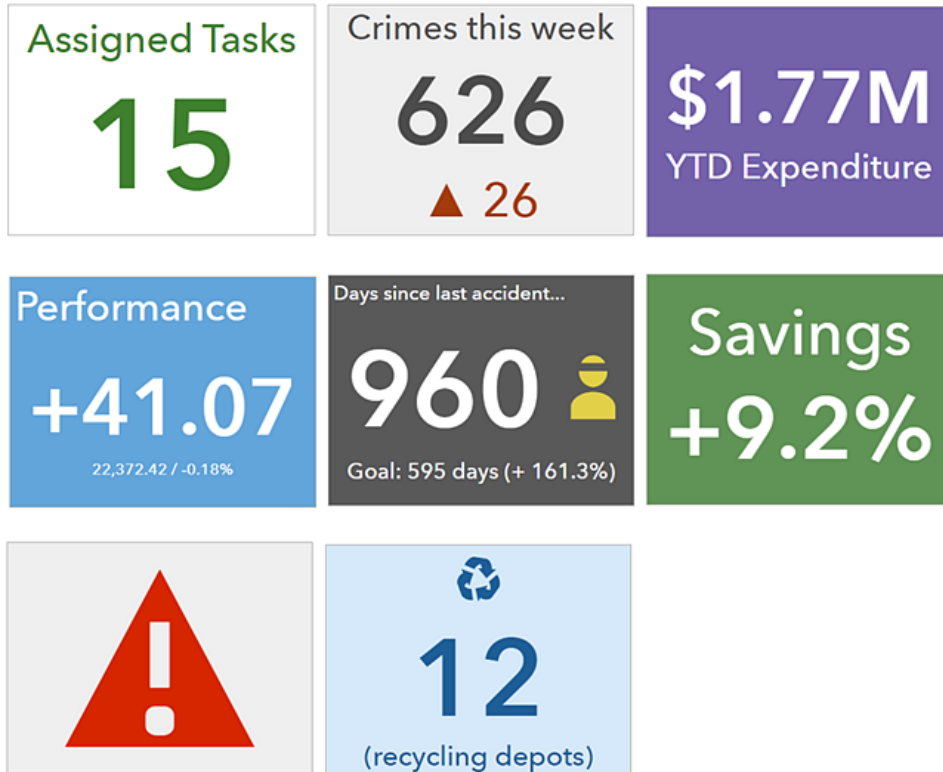 Assigned Tasks
15
Crimes this week
626
▲ 26
$1.77M
YTD Expenditure
Performance
+41.07
22,372.42 / -0.18%
Days since last accident...
960
Goal: 595 days (+ 161.3%)
Savings
+9.2%
!
12
(recycling depots)